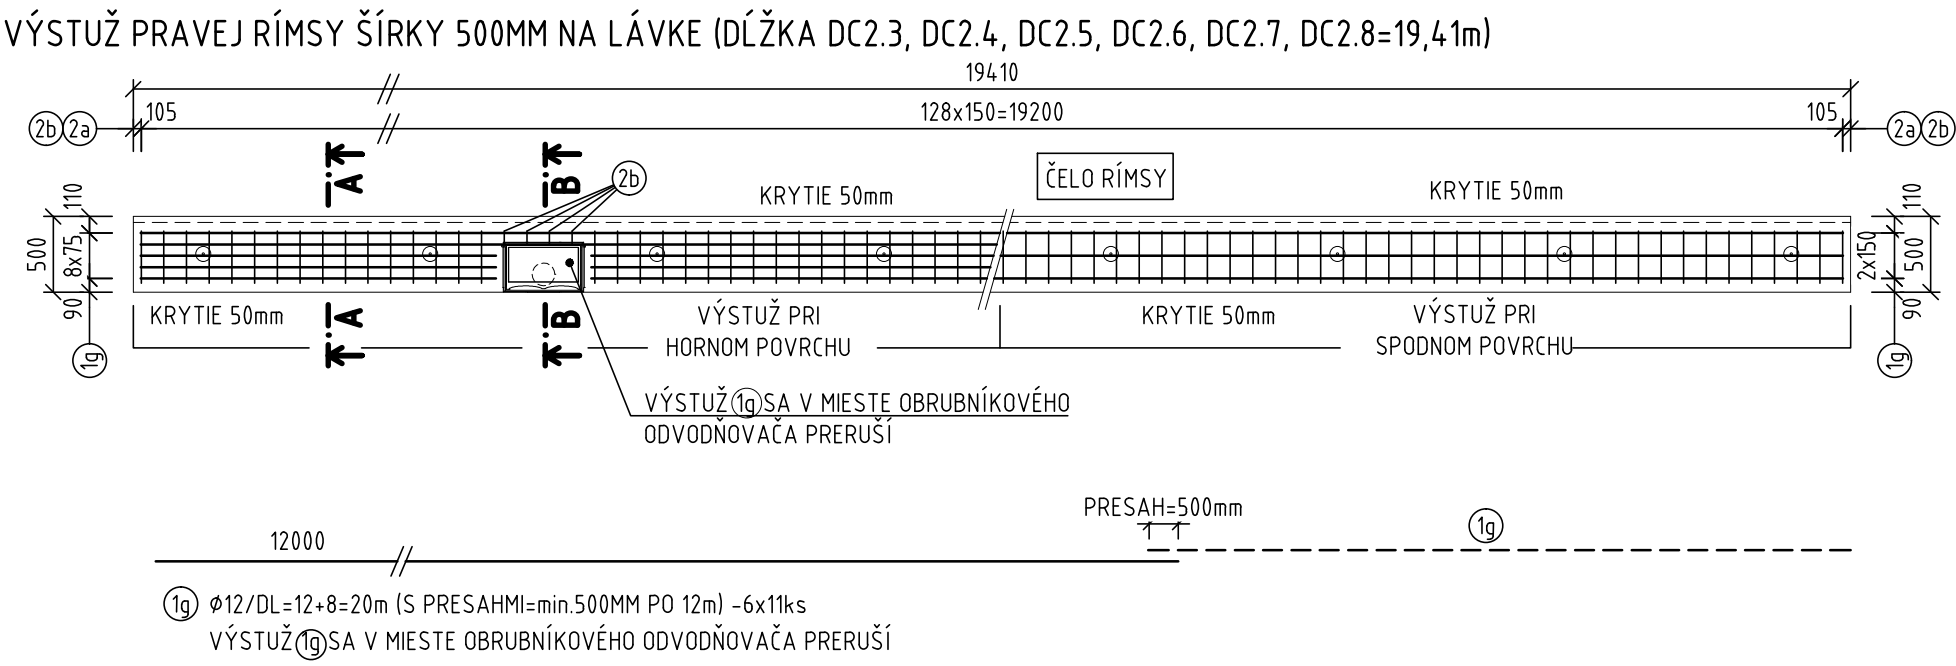 VÝSTUŽ PRAVEJ RÍMSY ŠÍRKY 500MM NA LÁVKE (DĹŽKA DC2.3, DC2.4, DC2.5, DC2.6, DC2.7, DC2.8=19,41m)
19410
105
128x150=19200
105
2b 2a
2a 2b
A
B
2b
ČELO RÍMSY
KRYTIE 50mm
KRYTIE 50mm
110
8x75
500
90
110
2x150
500
90
KRYTIE 50mm
A
B
VÝSTUŽ PRI
HORNOM POVRCHU
KRYTIE 50mm
VÝSTUŽ PRI
SPODNOM POVRCHU
1g
1g
VÝSTUŽ 1g SA V MIESTE OBRUBNÍKOVÉHO
ODVODŇOVAČA PRERUŠÍ
PRESAH=500mm
12000
1g
1g Ø12/DL=12+8=20m (S PRESAHMI=min.500MM PO 12m) -6x11ks
VÝSTUŽ 1g SA V MIESTE OBRUBNÍKOVÉHO ODVODŇOVAČA PRERUŠÍ